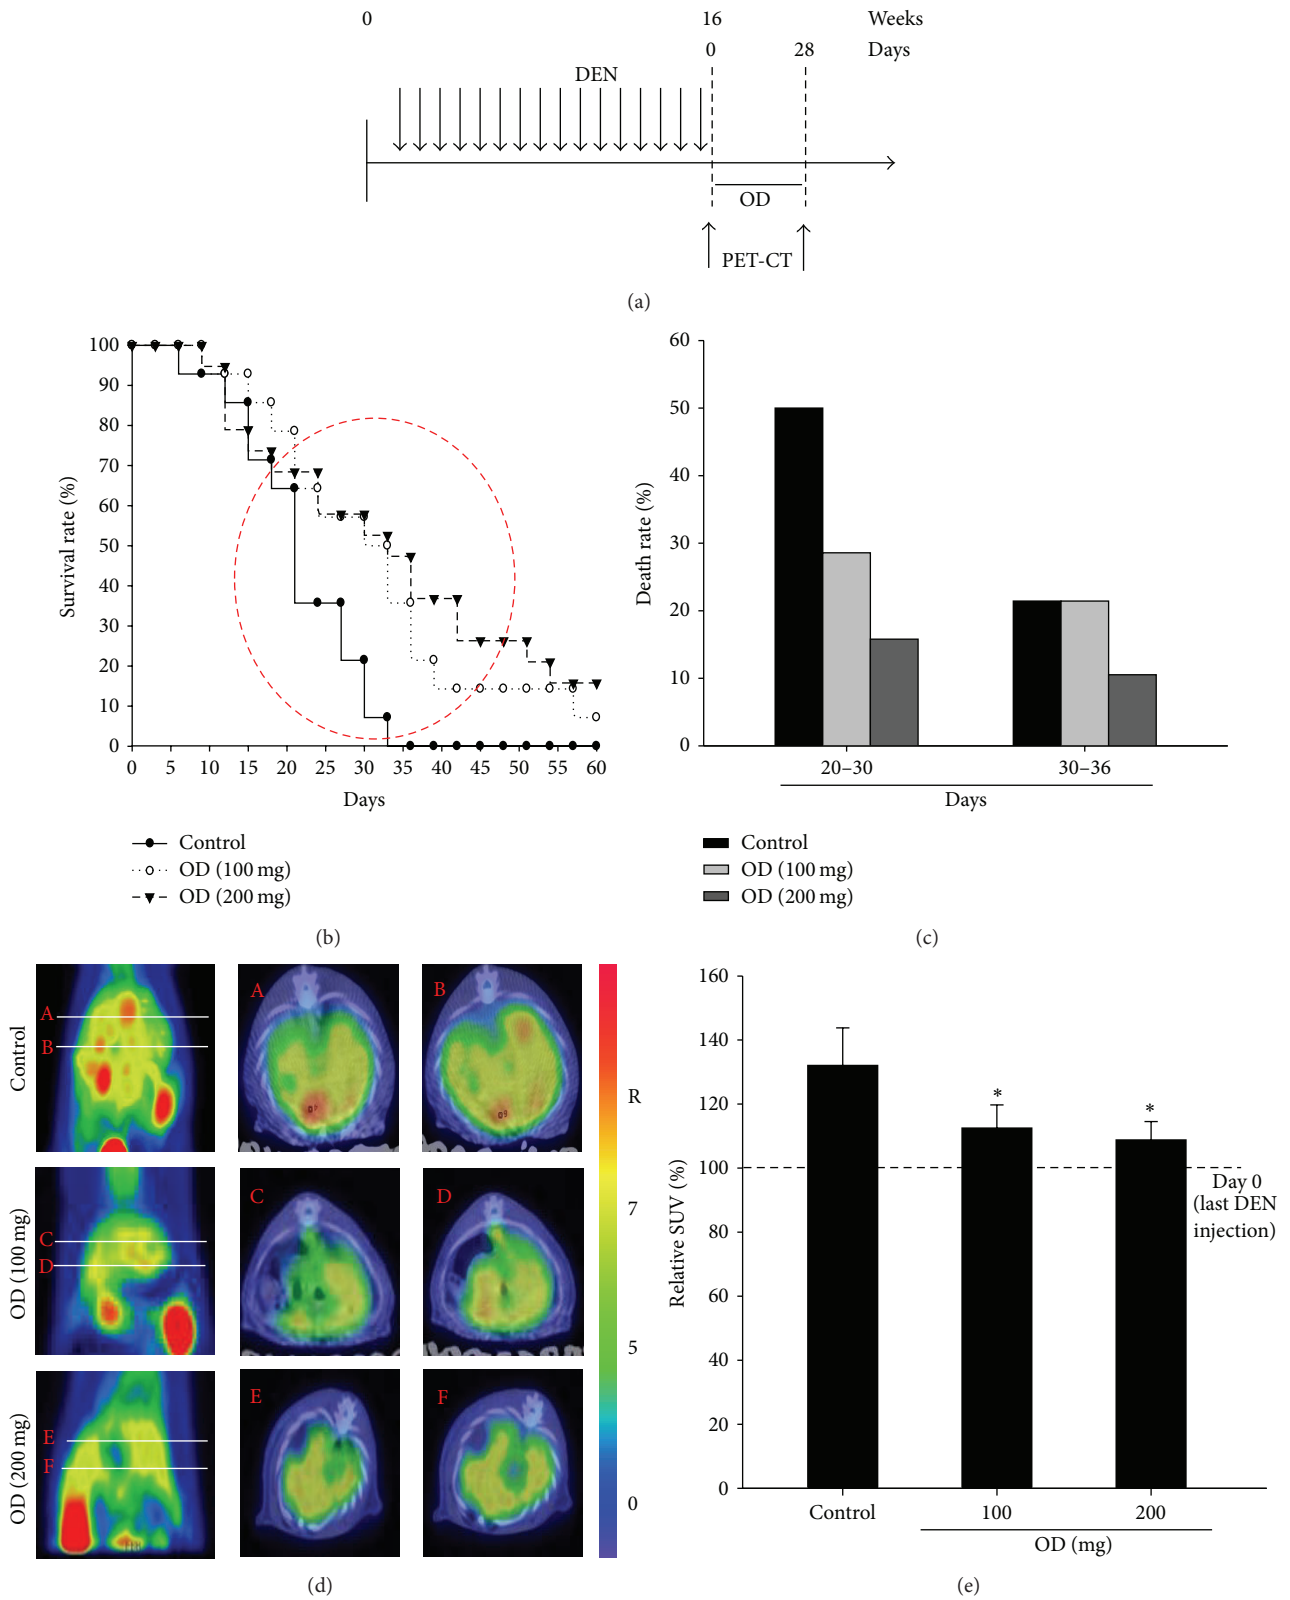 0 16 Weeks
0 28 Days
DEN
OD
PET-CT
(a)
100
90
80
70
60
50
40
30
20
10
0
Survival rate (%)
0 5 10 15 20 25 30 35 40 45 50 55 60
Days
Control
OD (100 mg)
OD (200 mg)
(b)
60
50
40
30
20
10
0
Death rate (%)
20–30 30–36
Days
Control
OD (100 mg)
OD (200 mg)
(c)
Control
A
B
A
B
OD (100 mg)
C
D
C
D
OD (200 mg)
E
F
E
F
R
7
5
0
(d)
160
140
120
100
80
60
40
20
0
Relative SUV (%)
* *
Day 0
(last DEN
injection)
Control 100 200
OD (mg)
(e)